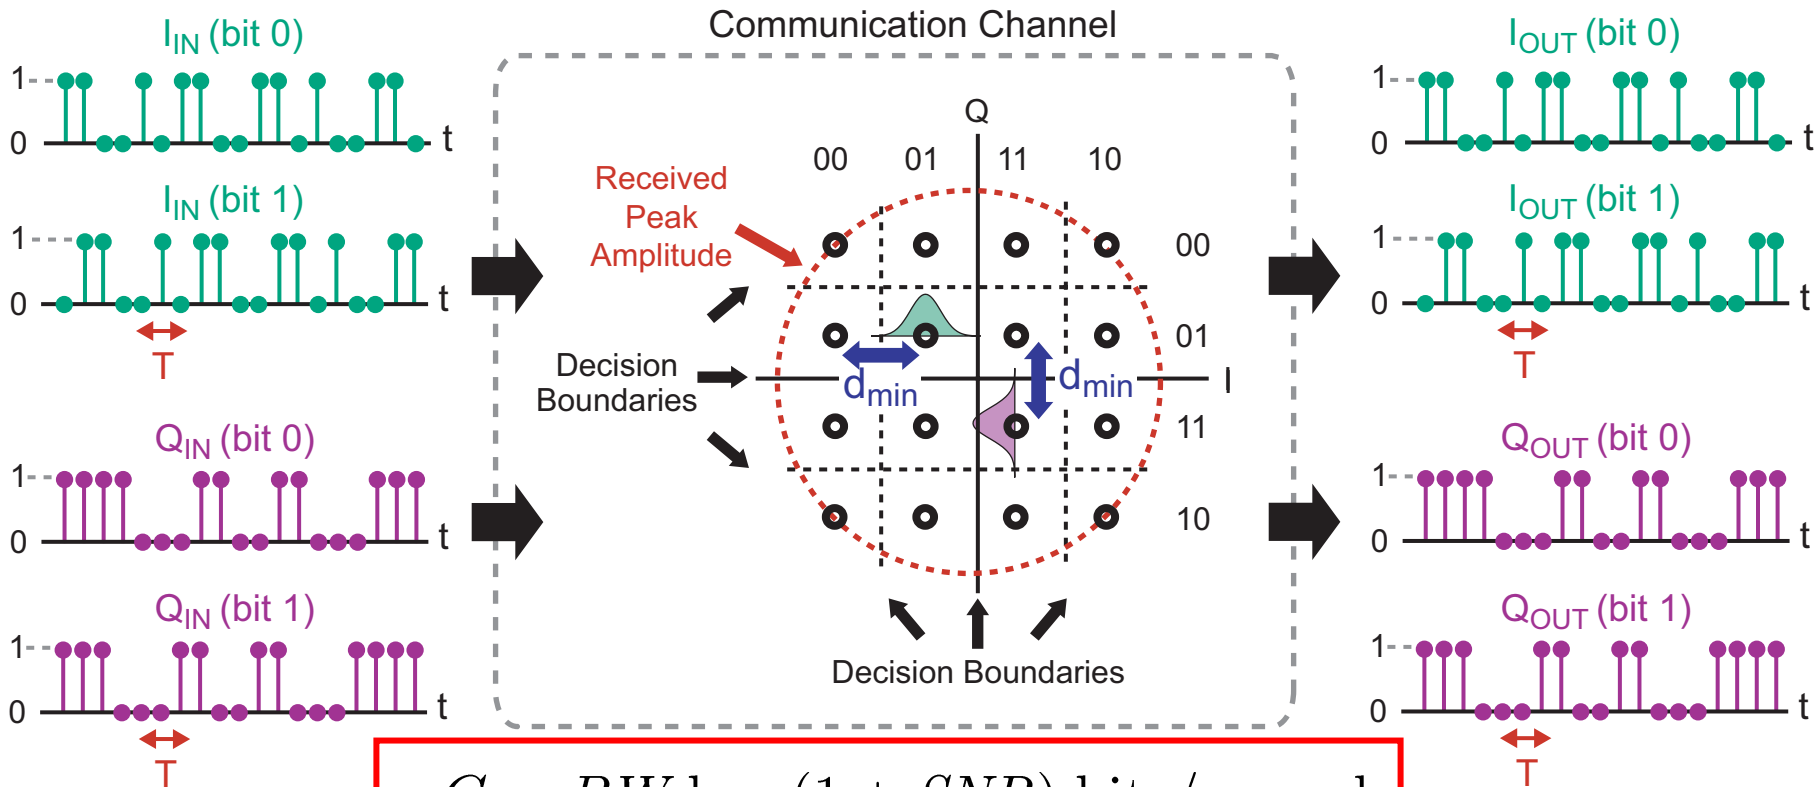 Communication Channel
I_IN (bit 0)
1
0
t
I_IN (bit 1)
1
0
t
T
Q_IN (bit 0)
1
0
t
Q_IN (bit 1)
1
0
t
T
Received
Peak
Amplitude
Decision
Boundaries
Q
00 01 11 10
00
01
11
10
I
d_min
d_min
Decision Boundaries
I_OUT (bit 0)
1
0
t
I_OUT (bit 1)
1
0
t
T
Q_OUT (bit 0)
1
0
t
Q_OUT (bit 1)
1
0
t
T